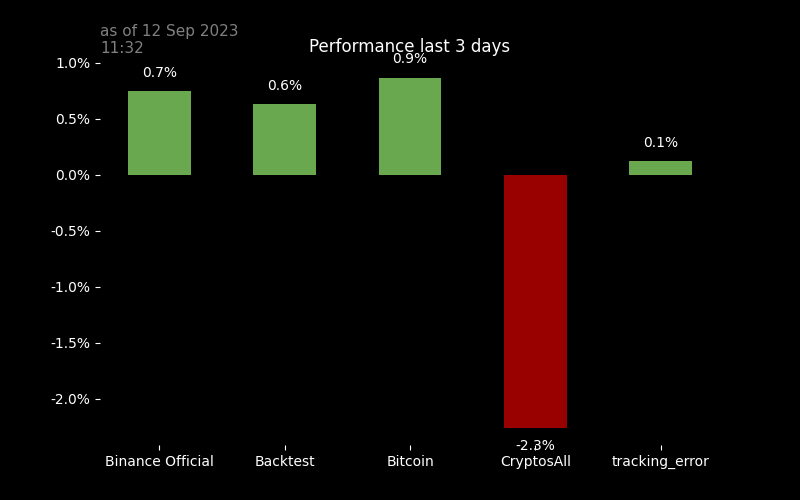 as of 12 Sep 2023
11:32
Performance last 3 days
1.0%
0.5%
0.0%
-0.5%
-1.0%
-1.5%
-2.0%
0.7%
0.6%
0.9%
-2.3%
0.1%
Binance Official
Backtest
Bitcoin
CryptosAll
tracking_error